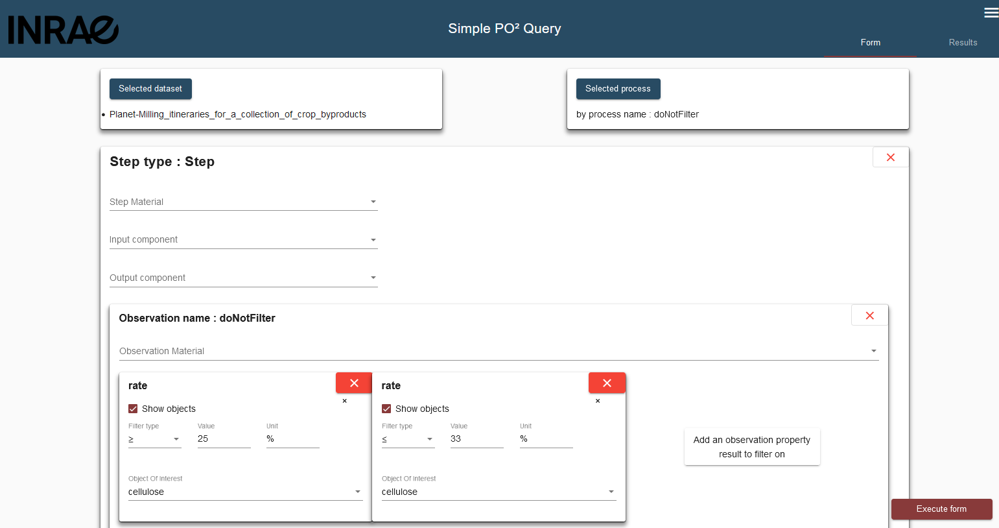 INRAE
Simple PO² Query
Form
Results
Selected dataset
• Planet-Milling_itineraries_for_a_collection_of_crop_byproducts
Selected process
by process name : doNotFilter
Step type : Step
Step Material
Input component
Output component
Observation name : doNotFilter
Observation Material
rate
Show objects
Filter type Value Unit
≥ 25 %
Object Of Interest
cellulose
rate
Show objects
Filter type Value Unit
≤ 33 %
Object Of Interest
cellulose
Add an observation property
result to filter on
Execute form